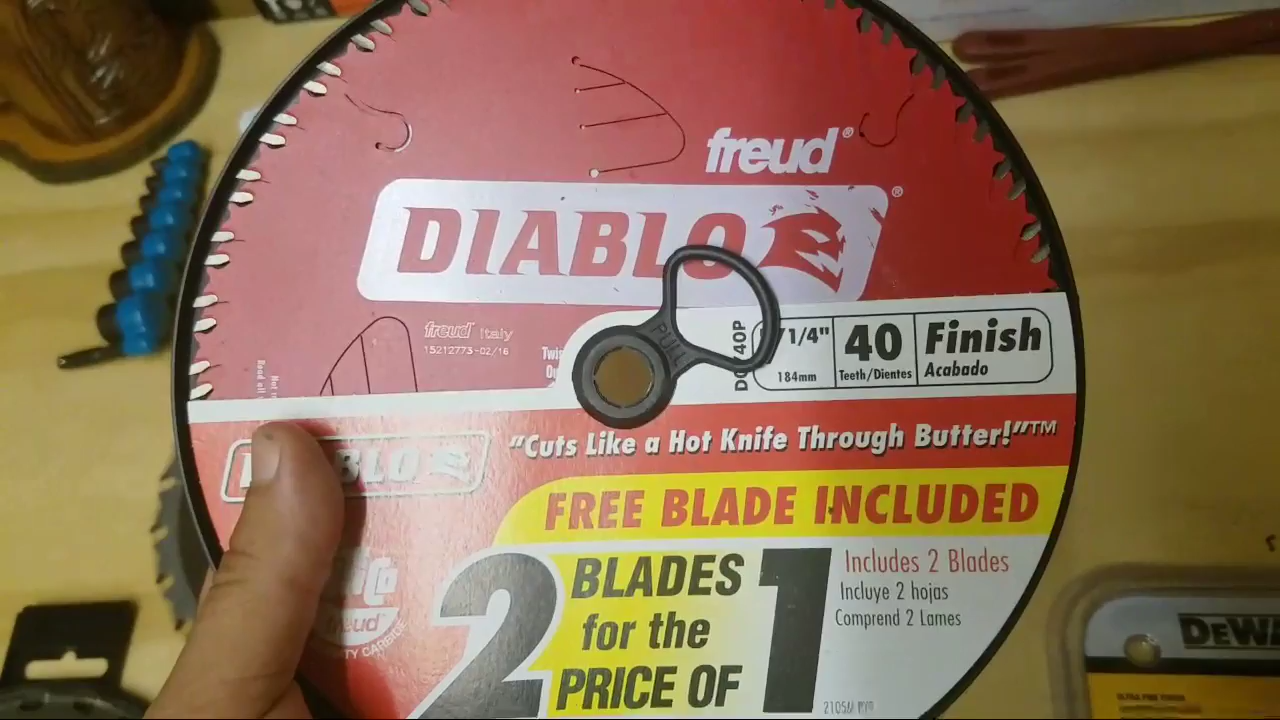 freud®
DIABLO®
freud Italy
15212773-02/16
PULL
1/4"
184mm
40
Teeth/Dientes
Finish
Acabado
"Cuts Like a Hot Knife Through Butter!"™
FREE BLADE INCLUDED
2 BLADES for the PRICE OF 1
Includes 2 Blades
Incluye 2 hojas
Comprend 2 Lames
freud
DEWA